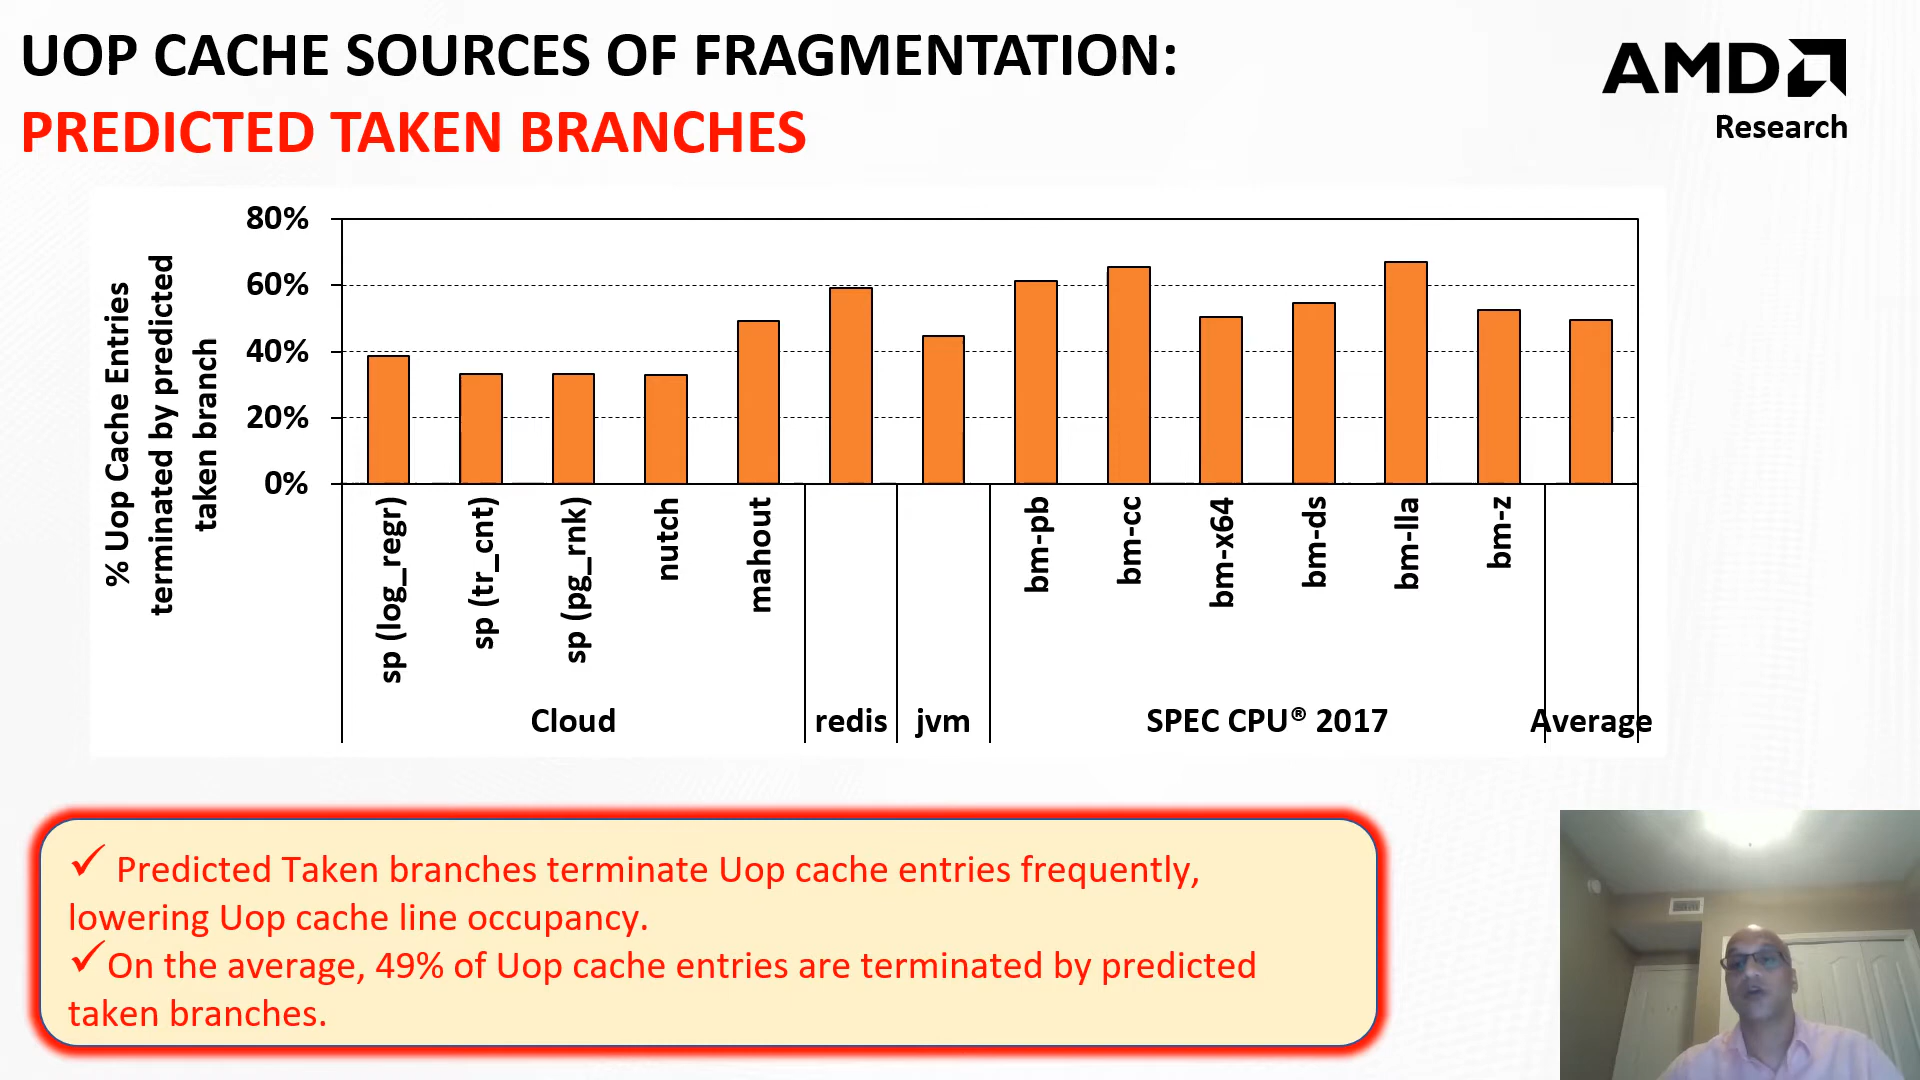 UOP CACHE SOURCES OF FRAGMENTATION:
PREDICTED TAKEN BRANCHES
AMD
Research
% Uop Cache Entries
terminated by predicted
taken branch
80%
60%
40%
20%
0%
sp (log_regr)
sp (tr_cnt)
sp (pg_rnk)
nutch
mahout
bm-pb
bm-cc
bm-x64
bm-ds
bm-lla
bm-z
Cloud
redis
jvm
SPEC CPU® 2017
Average
✓ Predicted Taken branches terminate Uop cache entries frequently,
lowering Uop cache line occupancy.
✓On the average, 49% of Uop cache entries are terminated by predicted
taken branches.